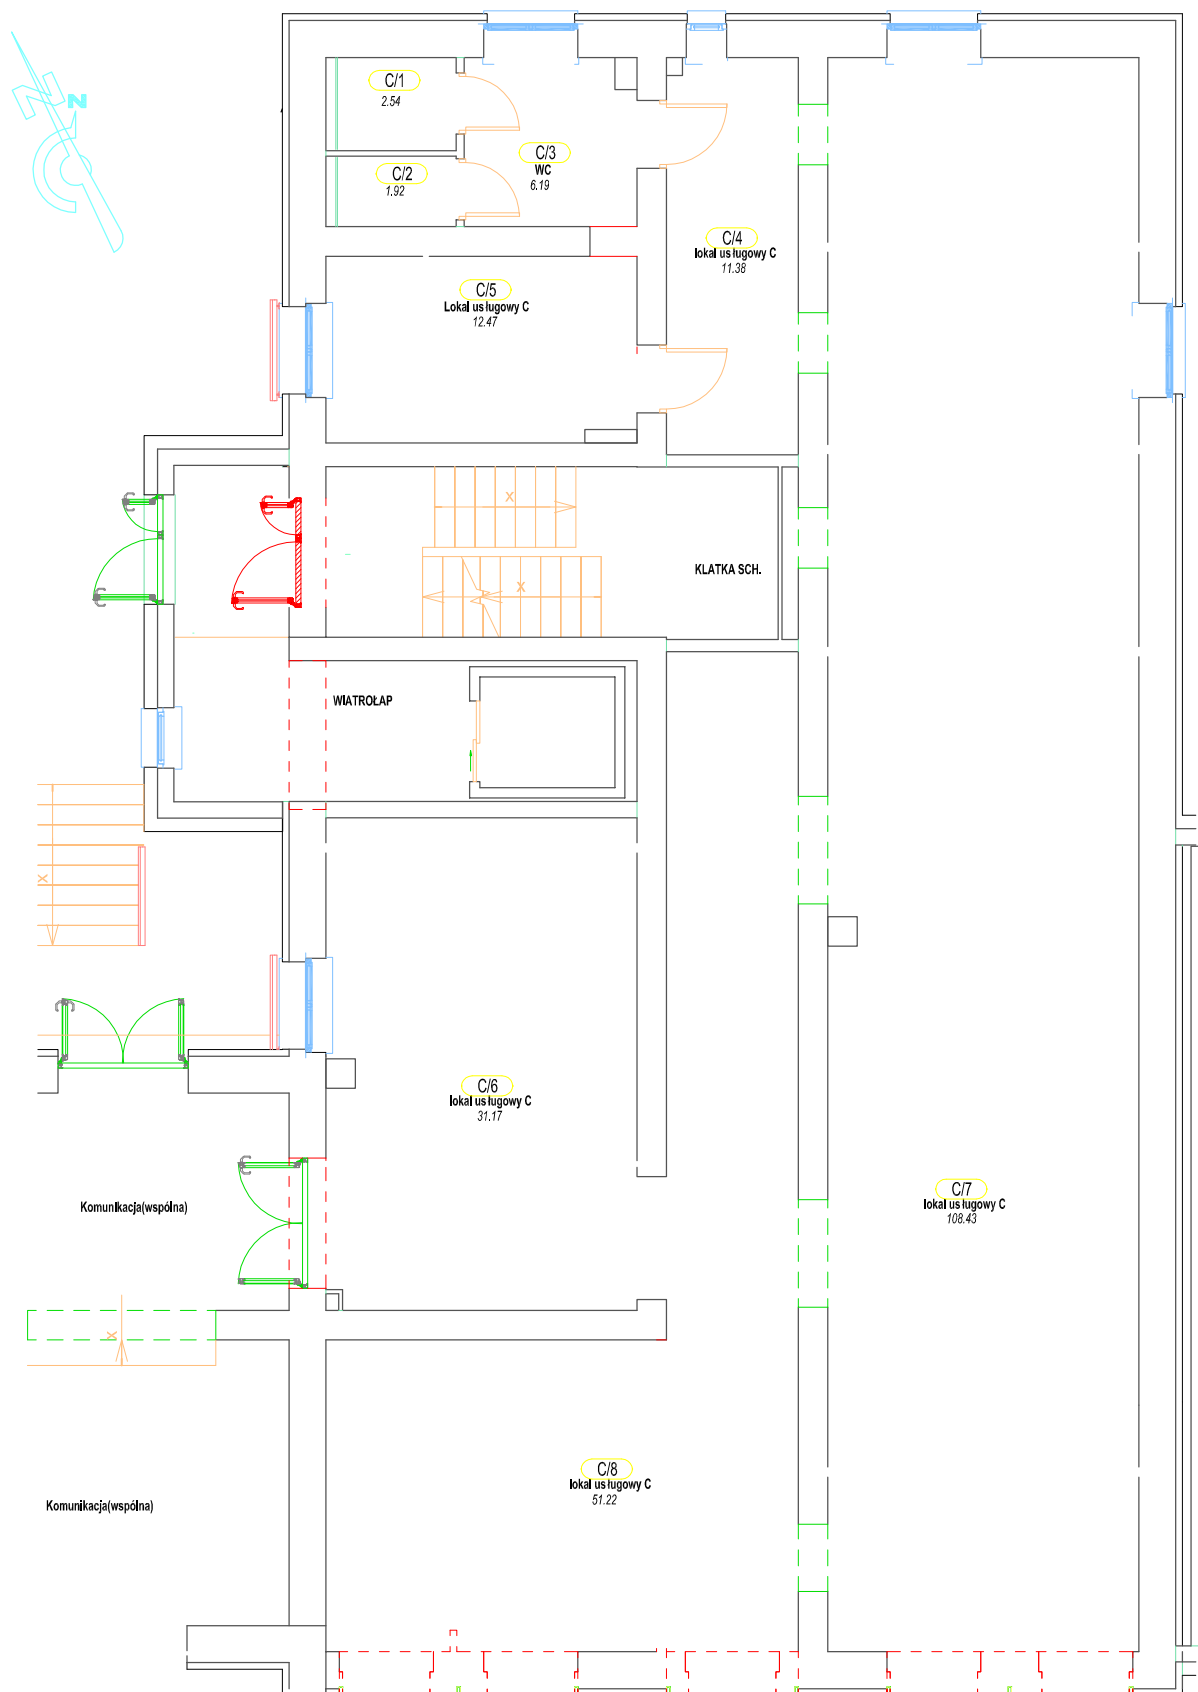 N
C/1
2.54
C/2
1.92
C/3
WC
6.19
C/4
lokal usługowy C
11.38
C/5
Lokal usługowy C
12.47
X
X
KLATKA SCH.
WIATROŁAP
X
C/6
lokal usługowy C
31.17
C/7
lokal usługowy C
108.43
Komunikacja(wspólna)
X
C/8
lokal usługowy C
51.22
Komunikacja(wspólna)